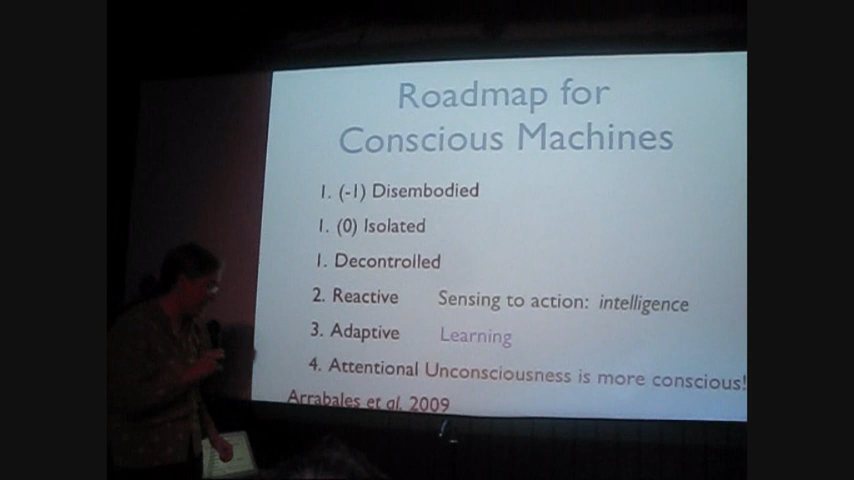 Roadmap for
Conscious Machines
1. (-1) Disembodied
1. (0) Isolated
1. Decontrolled
2. Reactive Sensing to action: intelligence
3. Adaptive Learning
4. Attentional Unconsciousness is more conscious!
Arrabales et al. 2009